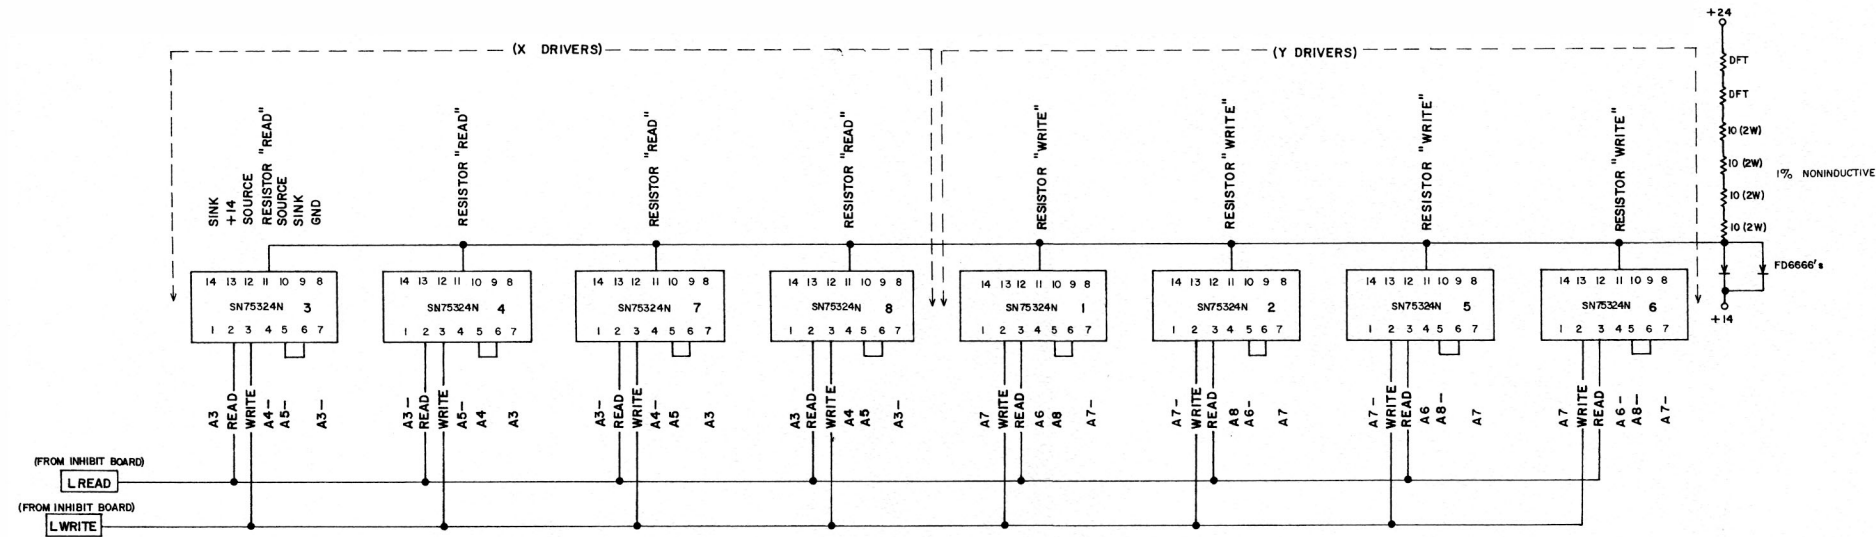 +24
(X DRIVERS)
(Y DRIVERS)
DFT
DFT
10 (2W)
10 (2W)
10 (2W)
10 (2W)
1% NONINDUCTIVE
SINK
+14
SOURCE
RESISTOR "READ"
SOURCE
SINK
GND
RESISTOR "READ"
RESISTOR "READ"
RESISTOR "READ"
RESISTOR "WRITE"
RESISTOR "WRITE"
RESISTOR "WRITE"
RESISTOR "WRITE"
FD6666's
+14
14 13 12 11 10 9 8
SN75324N 3
1 2 3 4 5 6 7
14 13 12 11 10 9 8
SN75324N 4
1 2 3 4 5 6 7
14 13 12 11 10 9 8
SN75324N 7
1 2 3 4 5 6 7
14 13 12 11 10 9 8
SN75324N 8
1 2 3 4 5 6 7
14 13 12 11 10 9 8
SN75324N 1
1 2 3 4 5 6 7
14 13 12 11 10 9 8
SN75324N 2
1 2 3 4 5 6 7
14 13 12 11 10 9 8
SN75324N 5
1 2 3 4 5 6 7
14 13 12 11 10 9 8
SN75324N 6
1 2 3 4 5 6 7
A3 READ WRITE A4- A5- A3-
A3- READ WRITE A5- A4 A3
A3- READ WRITE A4- A5 A3
A3 READ WRITE A4 A5 A3-
A7 WRITE READ A6 A8 A7-
A7- WRITE READ A8 A6- A7
A7- WRITE READ A6 A8- A7
A7 WRITE READ A6- A8- A7-
(FROM INHIBIT BOARD)
L READ
(FROM INHIBIT BOARD)
L WRITE